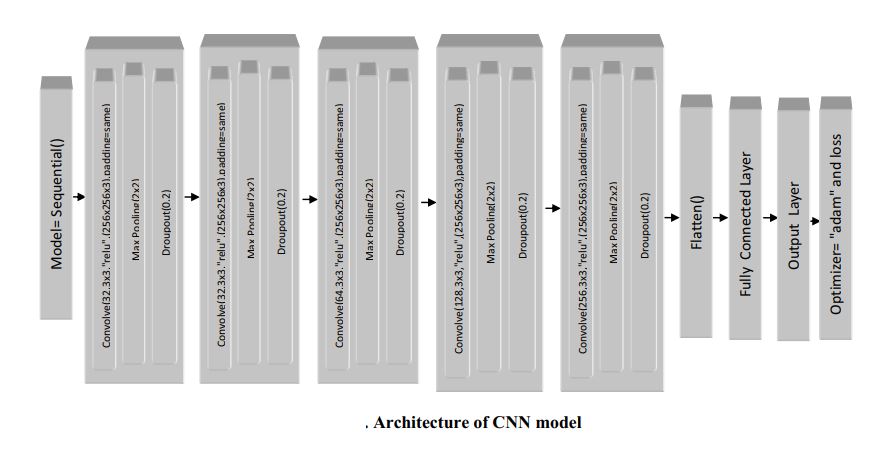 Model= Sequential()
Convolve(32,3x3,"relu",(256x256x3),padding=same)
Max Pooling(2x2)
Droupout(0.2)
Convolve(32,3x3,"relu",(256x256x3),padding=same)
Max Pooling(2x2)
Droupout(0.2)
Convolve(64,3x3,"relu",(256x256x3),padding=same)
Max Pooling(2x2)
Droupout(0.2)
Convolve(128,3x3,"relu",(256x256x3),padding=same)
Max Pooling(2x2)
Droupout(0.2)
Convolve(256,3x3,"relu",(256x256x3),padding=same)
Max Pooling(2x2)
Droupout(0.2)
Flatten()
Fully Connected Layer
Output Layer
Optimizer= "adam" and loss
. Architecture of CNN model